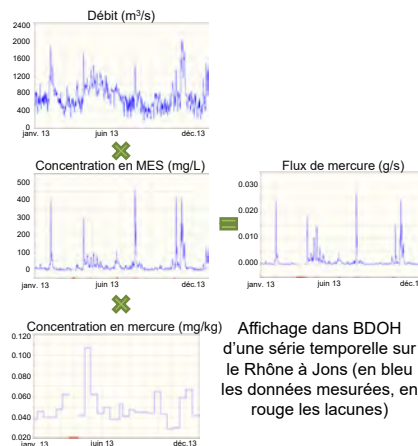 Débit (m³/s)
2400
2000
1600
1200
800
400
0
janv. 13 juin 13 déc.13
Concentration en MES (mg/L)
500
400
300
200
100
0
janv. 13 juin 13 déc.13
Flux de mercure (g/s)
0.030
0.020
0.010
0.000
janv. 13 juin 13 déc.13
Concentration en mercure (mg/kg)
0.120
0.100
0.080
0.060
0.040
0.020
janv. 13 juin 13 déc.13
Affichage dans BDOH
d'une série temporelle sur
le Rhône à Jons (en bleu
les données mesurées, en
rouge les lacunes)